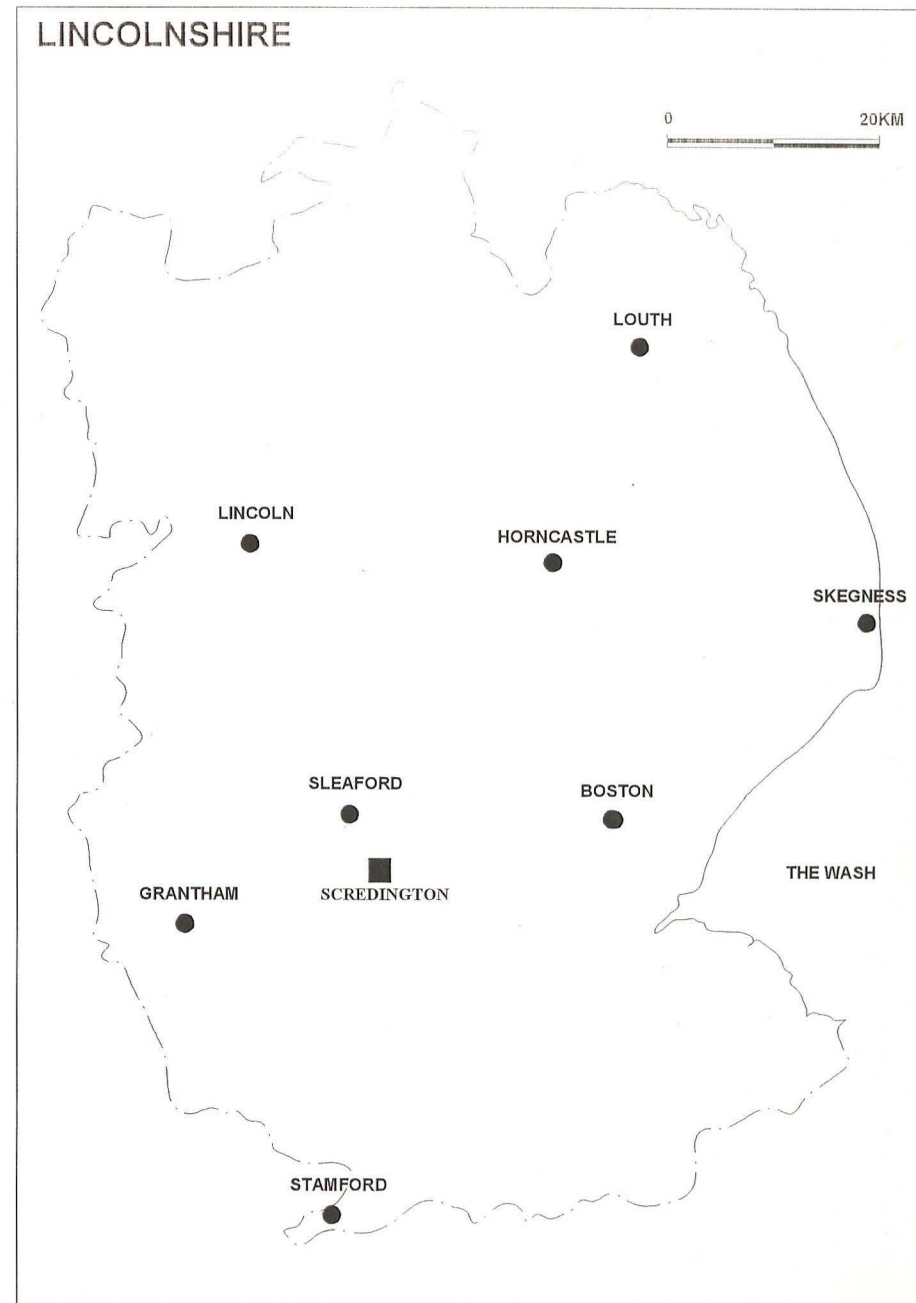 LINCOLNSHIRE
0 20KM
LOUTH
LINCOLN
HORNCASTLE
SKEGNESS
SLEAFORD
BOSTON
THE WASH
GRANTHAM
SCREDINGTON
STAMFORD